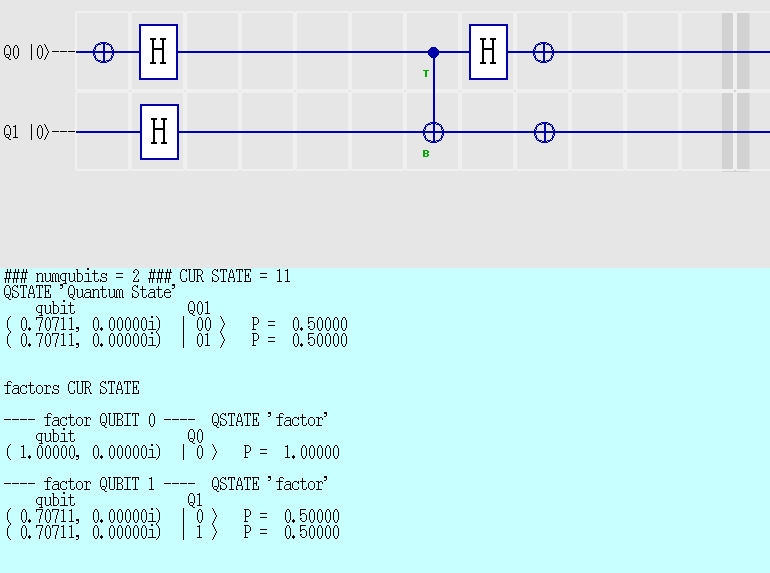 Q0 |0⟩---
H
H
T
Q1 |0⟩---
H
B
### numqubits = 2 ### CUR STATE = 11
QSTATE 'Quantum State'
qubit Q01
( 0.70711, 0.00000i) | 00 ⟩ P = 0.50000
( 0.70711, 0.00000i) | 01 ⟩ P = 0.50000
factors CUR STATE
---- factor QUBIT 0 ---- QSTATE 'factor'
qubit Q0
( 1.00000, 0.00000i) | 0 ⟩ P = 1.00000
---- factor QUBIT 1 ---- QSTATE 'factor'
qubit Q1
( 0.70711, 0.00000i) | 0 ⟩ P = 0.50000
( 0.70711, 0.00000i) | 1 ⟩ P = 0.50000